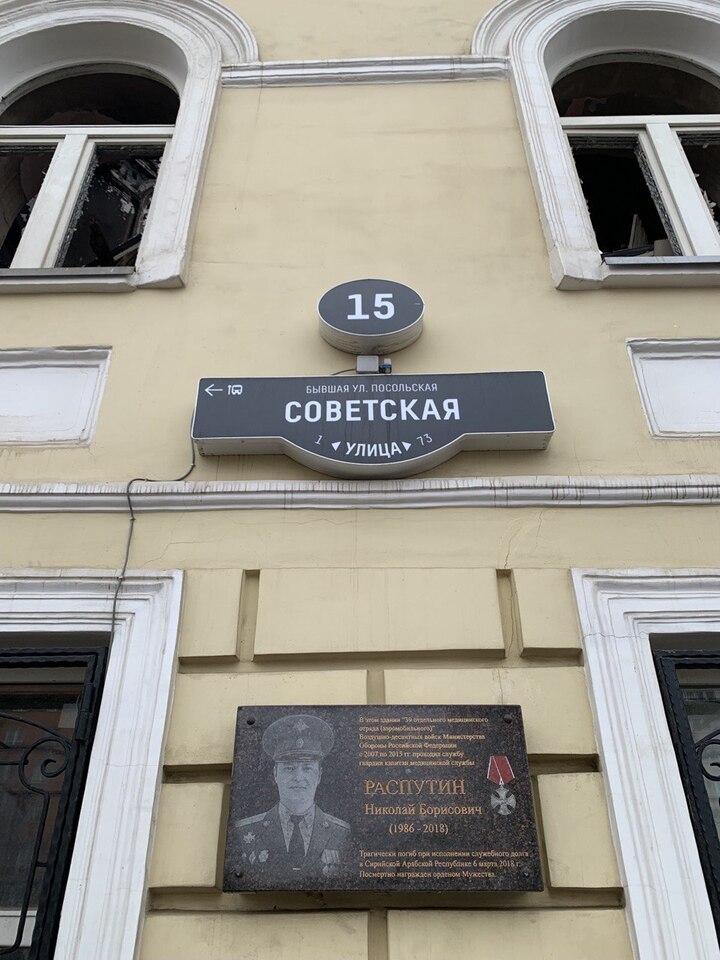 15
БЫВШАЯ УЛ. ПОСОЛЬСКАЯ
СОВЕТСКАЯ
1 УЛИЦА 73
В этом здании "39 отдельного медицинского
отряда (аэромобильного)"
Воздушно-десантных войск Министерства
Обороны Российской Федерации
с 2007 по 2015 гг. проходил службу
гвардии капитан медицинской службы
РАСПУТИН
Николай Борисович
(1986 - 2018)
Трагически погиб при исполнении служебного долга
в Сирийской Арабской Республике 6 марта 2018 г.
Посмертно награжден орденом Мужества.